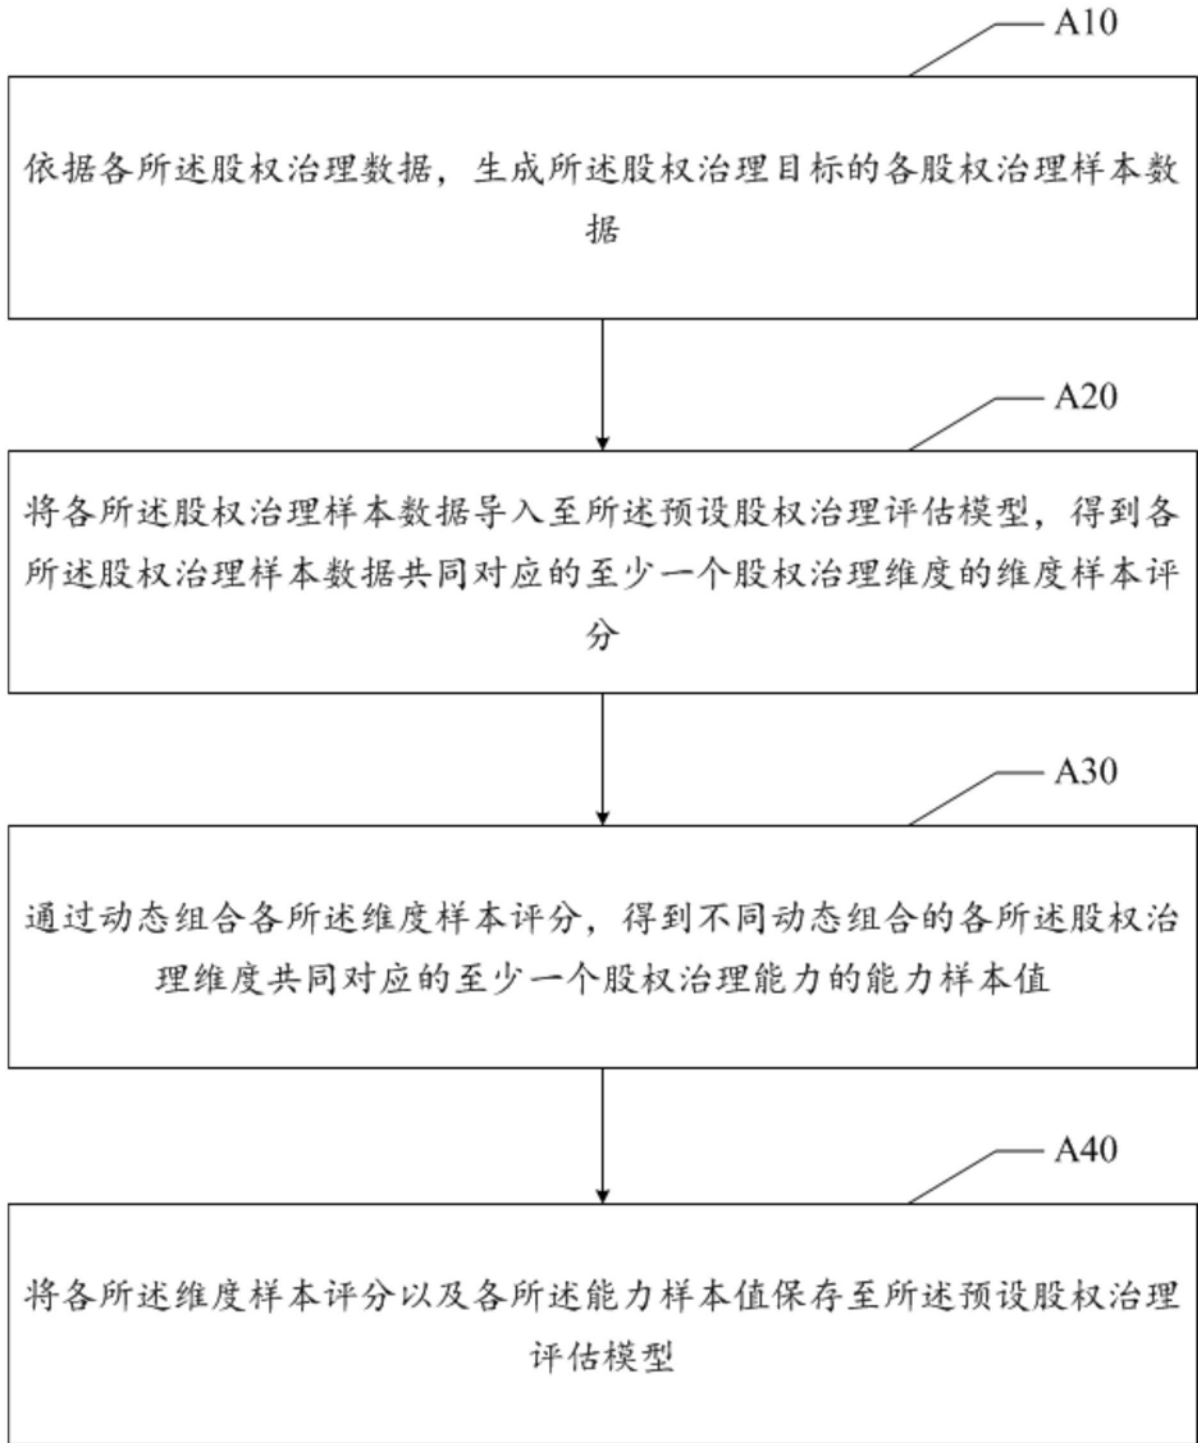 A10
依据各所述股权治理数据，生成所述股权治理目标的各股权治理样本数
据
A20
将各所述股权治理样本数据导入至所述预设股权治理评估模型，得到各
所述股权治理样本数据共同对应的至少一个股权治理维度的维度样本评
分
A30
通过动态组合各所述维度样本评分，得到不同动态组合的各所述股权治
理维度共同对应的至少一个股权治理能力的能力样本值
A40
将各所述维度样本评分以及各所述能力样本值保存至所述预设股权治理
评估模型